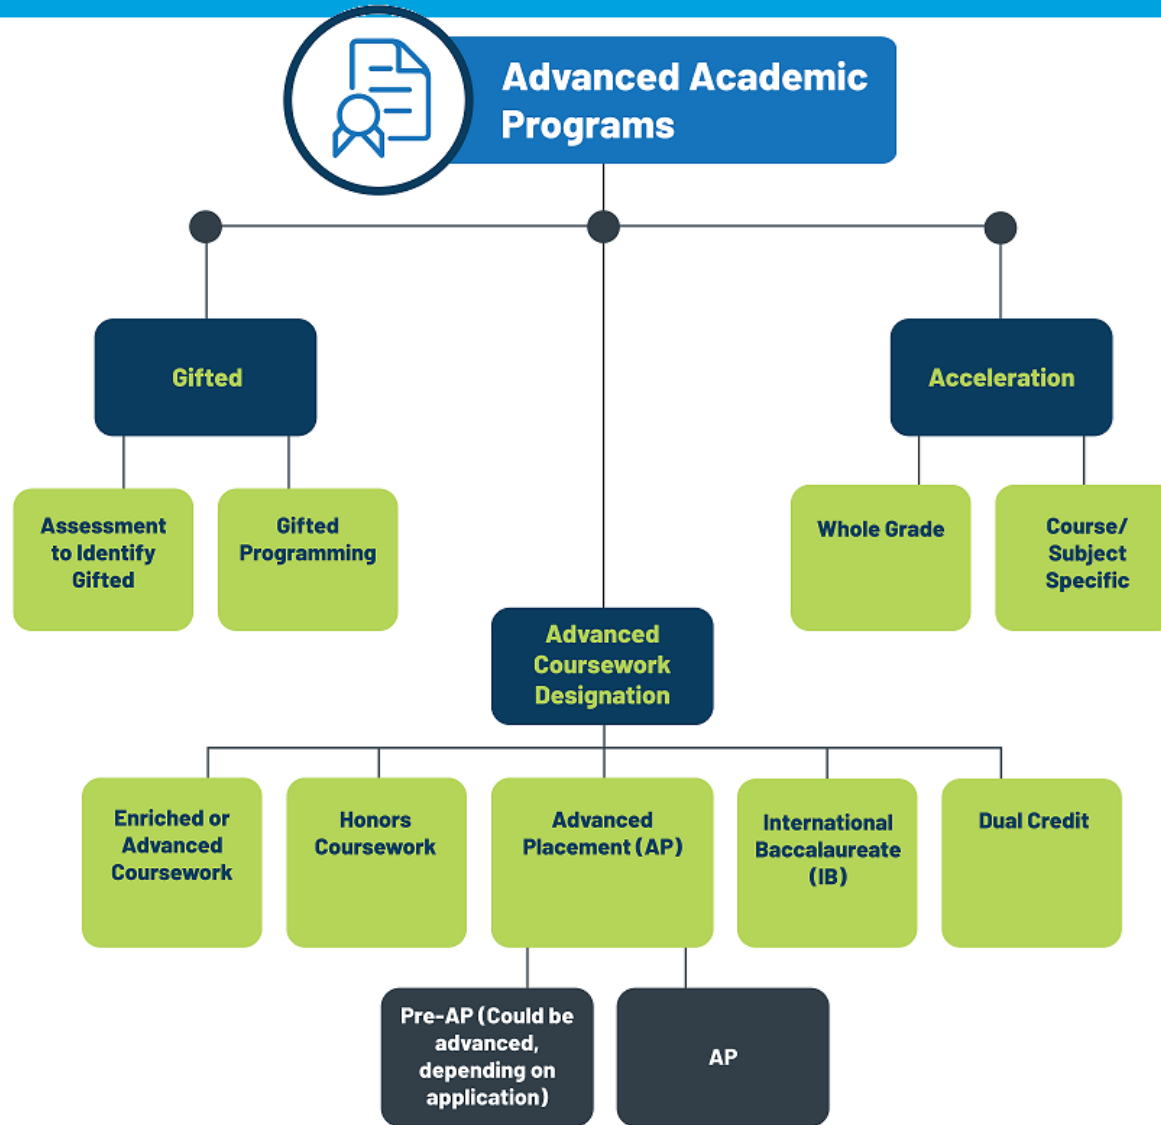 Advanced Academic
Programs
Gifted
Acceleration
Assessment
to Identify
Gifted
Gifted
Programming
Whole Grade
Course/
Subject
Specific
Advanced
Coursework
Designation
Enriched or
Advanced
Coursework
Honors
Coursework
Advanced
Placement (AP)
International
Baccalaureate
(IB)
Dual Credit
Pre-AP (Could be
advanced,
depending on
application)
AP